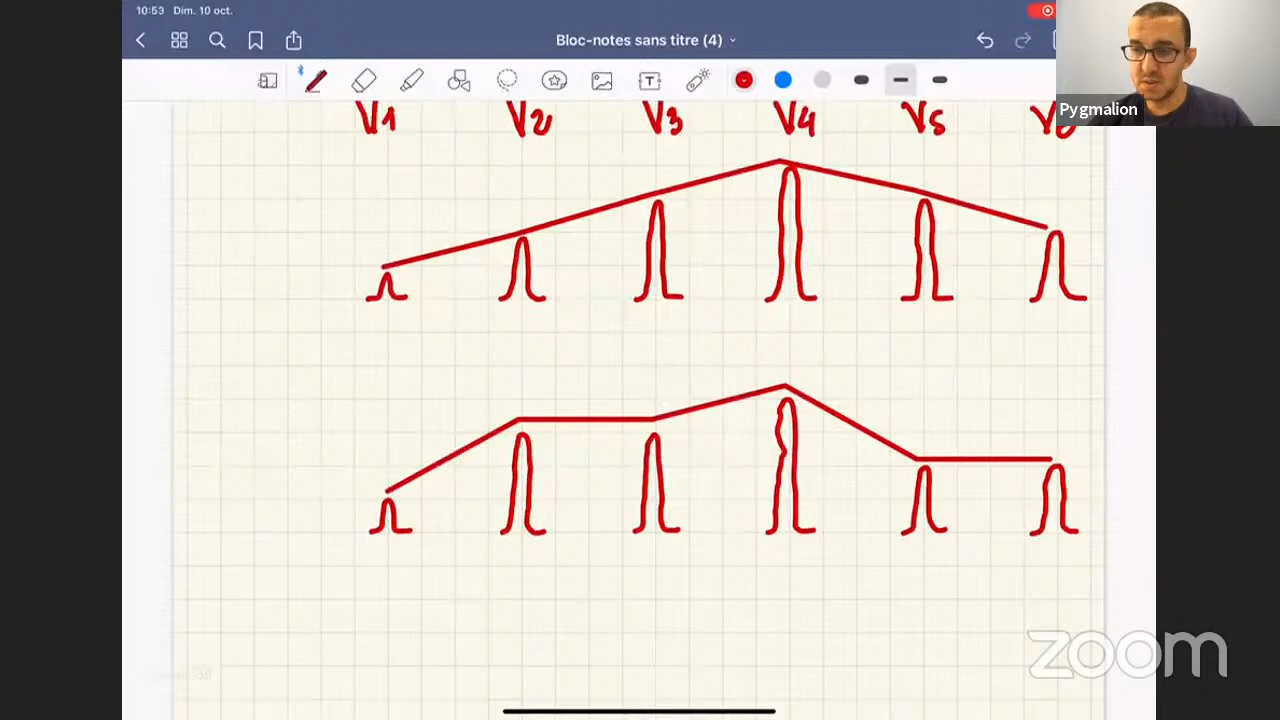 10:53 Dim. 10 oct.
Bloc-notes sans titre (4)
Pygmalion
V1 V2 V3 V4 V5
zoom